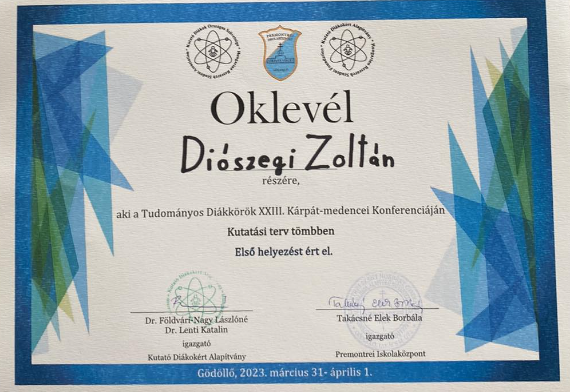 PREMONTREI
Oklevél
Diószegi Zoltán
részére,
aki a Tudományos Diákkörök XXIII. Kárpát-medencei Konferenciáján
Kutatási terv tömbben
Első helyezést ért el.
Dr. Földvári-Nagy Lászlóné
Dr. Lenti Katalin
igazgató
Kutató Diákokért Alapítvány
Takácsné Elek Borbála
igazgató
Premontrei Iskolaközpont
Gödöllő, 2023. március 31- április 1.